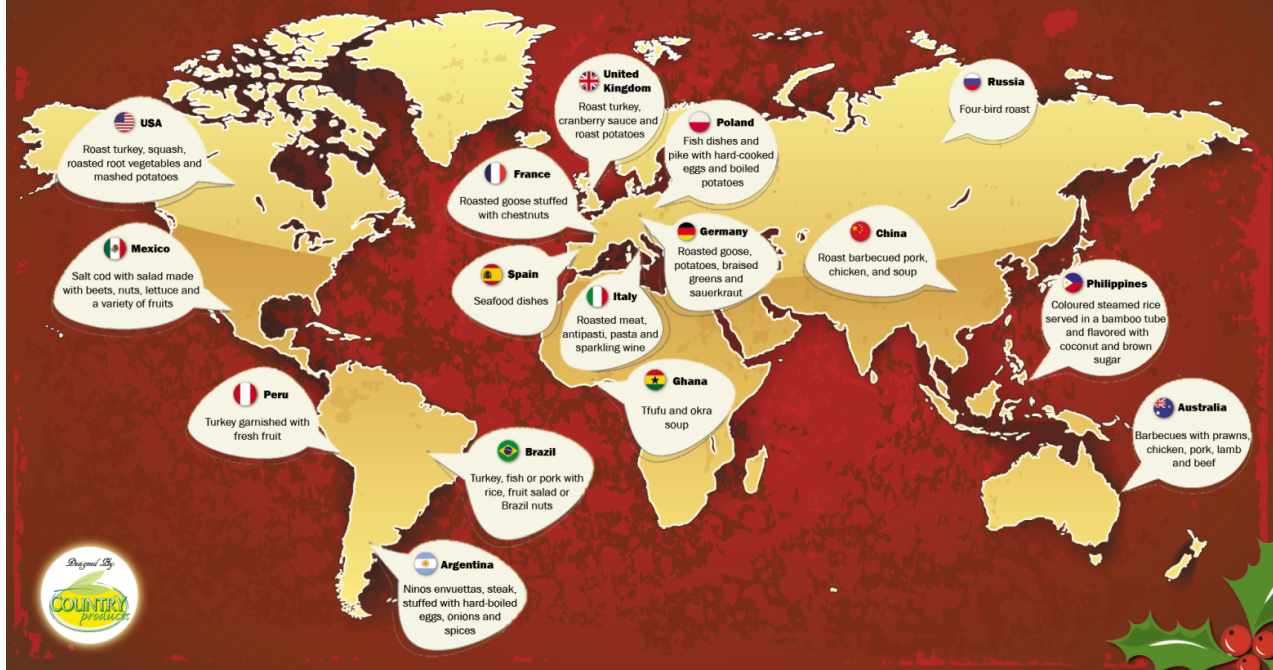 USA
Roast turkey, squash,
roasted root vegetables and
mashed potatoes
Mexico
Salt cod with salad made
with beets, nuts, lettuce and
a variety of fruits
Peru
Turkey garnished with
fresh fruit
Brazil
Turkey, fish or pork with
rice, fruit salad or
Brazil nuts
Argentina
Ninos envuettas, steak,
stuffed with hard-boiled
eggs, onions and
spices
United
Kingdom
Roast turkey,
cranberry sauce and
roast potatoes
France
Roasted goose stuffed
with chestnuts
Spain
Seafood dishes
Italy
Roasted meat,
antipasti, pasta and
sparkling wine
Poland
Fish dishes and
pike with hard-cooked
eggs and boiled
potatoes
Germany
Roasted goose,
potatoes, braised
greens and
sauerkraut
Ghana
Tfufu and okra
soup
Russia
Four-bird roast
China
Roast barbecued pork,
chicken, and soup
Philippines
Coloured steamed rice
served in a bamboo tube
and flavored with
coconut and brown
sugar
Australia
Barbecues with prawns,
chicken, pork, lamb
and beef
Designed By:
COUNTRY
products